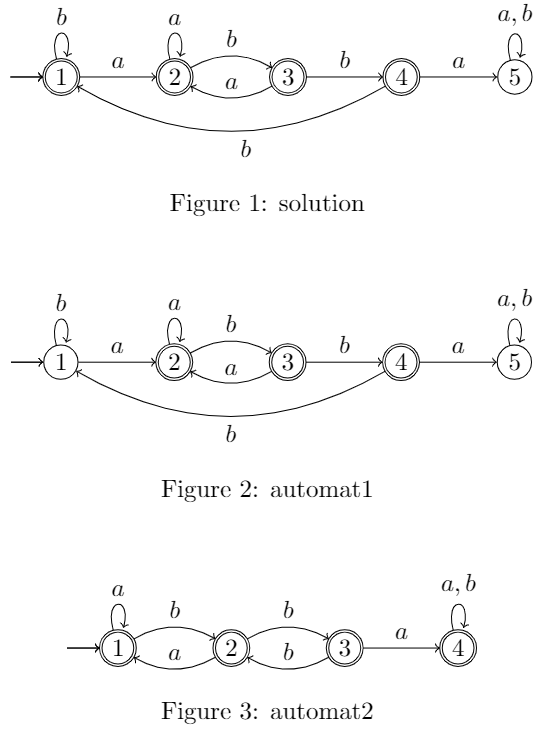 b a b b a a, b
1 2 a 3 4 5
b
Figure 1: solution
b a b b a a, b
1 2 a 3 4 5
b
Figure 2: automat1
a b b a a, b
1 a 2 b 3 4
Figure 3: automat2